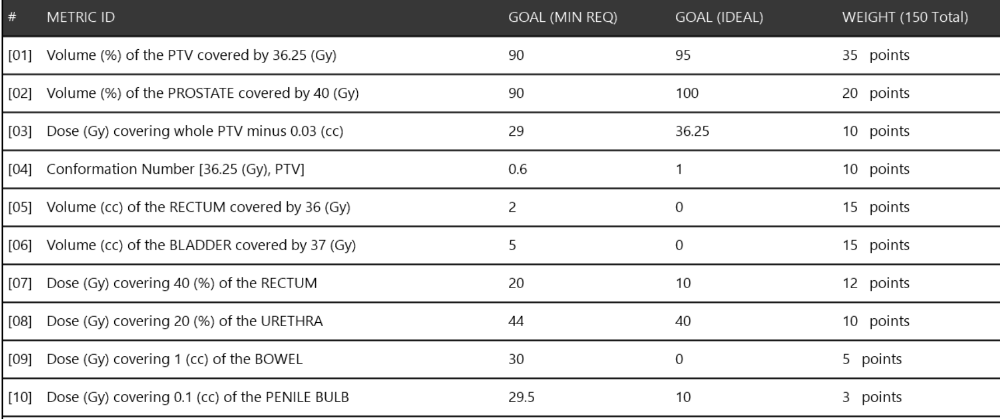 # METRIC ID GOAL (MIN REQ) GOAL (IDEAL) WEIGHT (150 Total)
[01] Volume (%) of the PTV covered by 36.25 (Gy) 90 95 35 points
[02] Volume (%) of the PROSTATE covered by 40 (Gy) 90 100 20 points
[03] Dose (Gy) covering whole PTV minus 0.03 (cc) 29 36.25 10 points
[04] Conformation Number [36.25 (Gy), PTV] 0.6 1 10 points
[05] Volume (cc) of the RECTUM covered by 36 (Gy) 2 0 15 points
[06] Volume (cc) of the BLADDER covered by 37 (Gy) 5 0 15 points
[07] Dose (Gy) covering 40 (%) of the RECTUM 20 10 12 points
[08] Dose (Gy) covering 20 (%) of the URETHRA 44 40 10 points
[09] Dose (Gy) covering 1 (cc) of the BOWEL 30 0 5 points
[10] Dose (Gy) covering 0.1 (cc) of the PENILE BULB 29.5 10 3 points